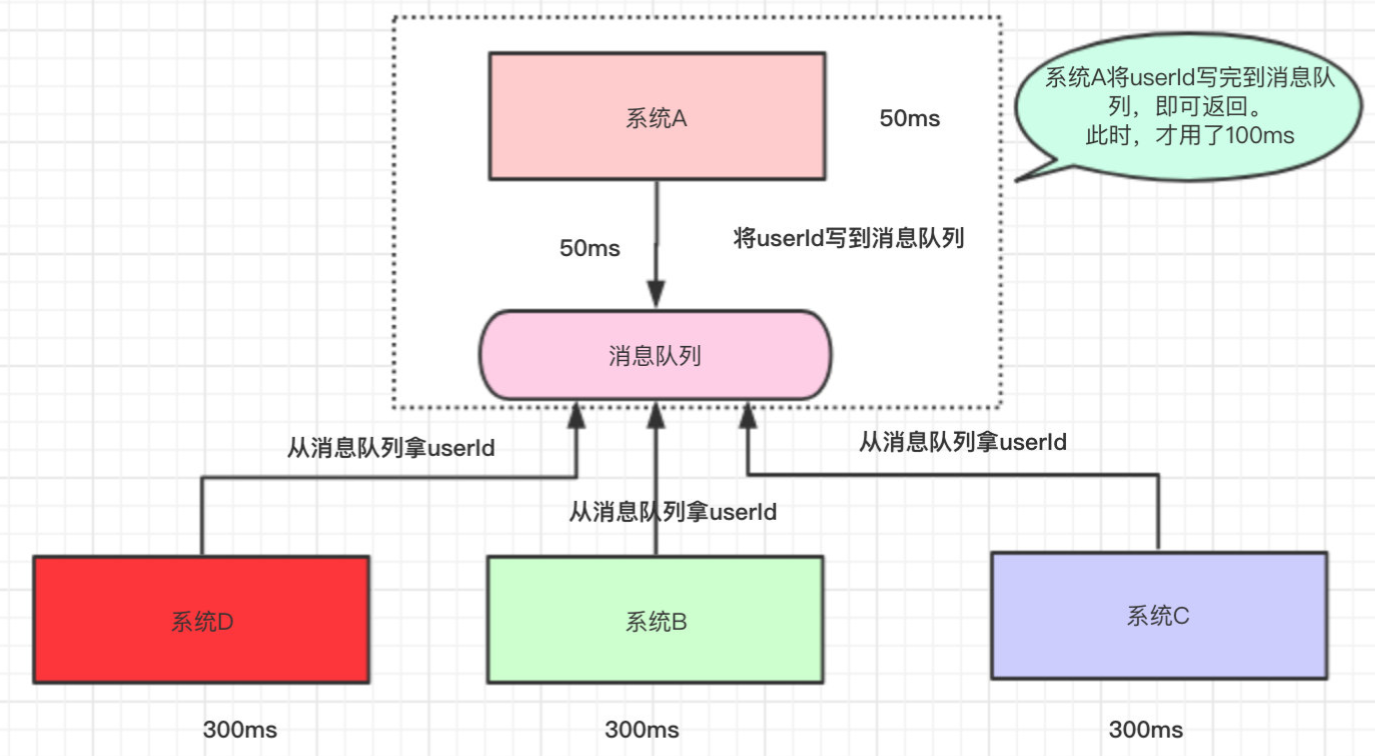 系统A
50ms
系统A将userId写完到消息队
列，即可返回。
此时，才用了100ms
50ms
将userId写到消息队列
消息队列
从消息队列拿userId
从消息队列拿userId
从消息队列拿userId
系统D
系统B
系统C
300ms
300ms
300ms